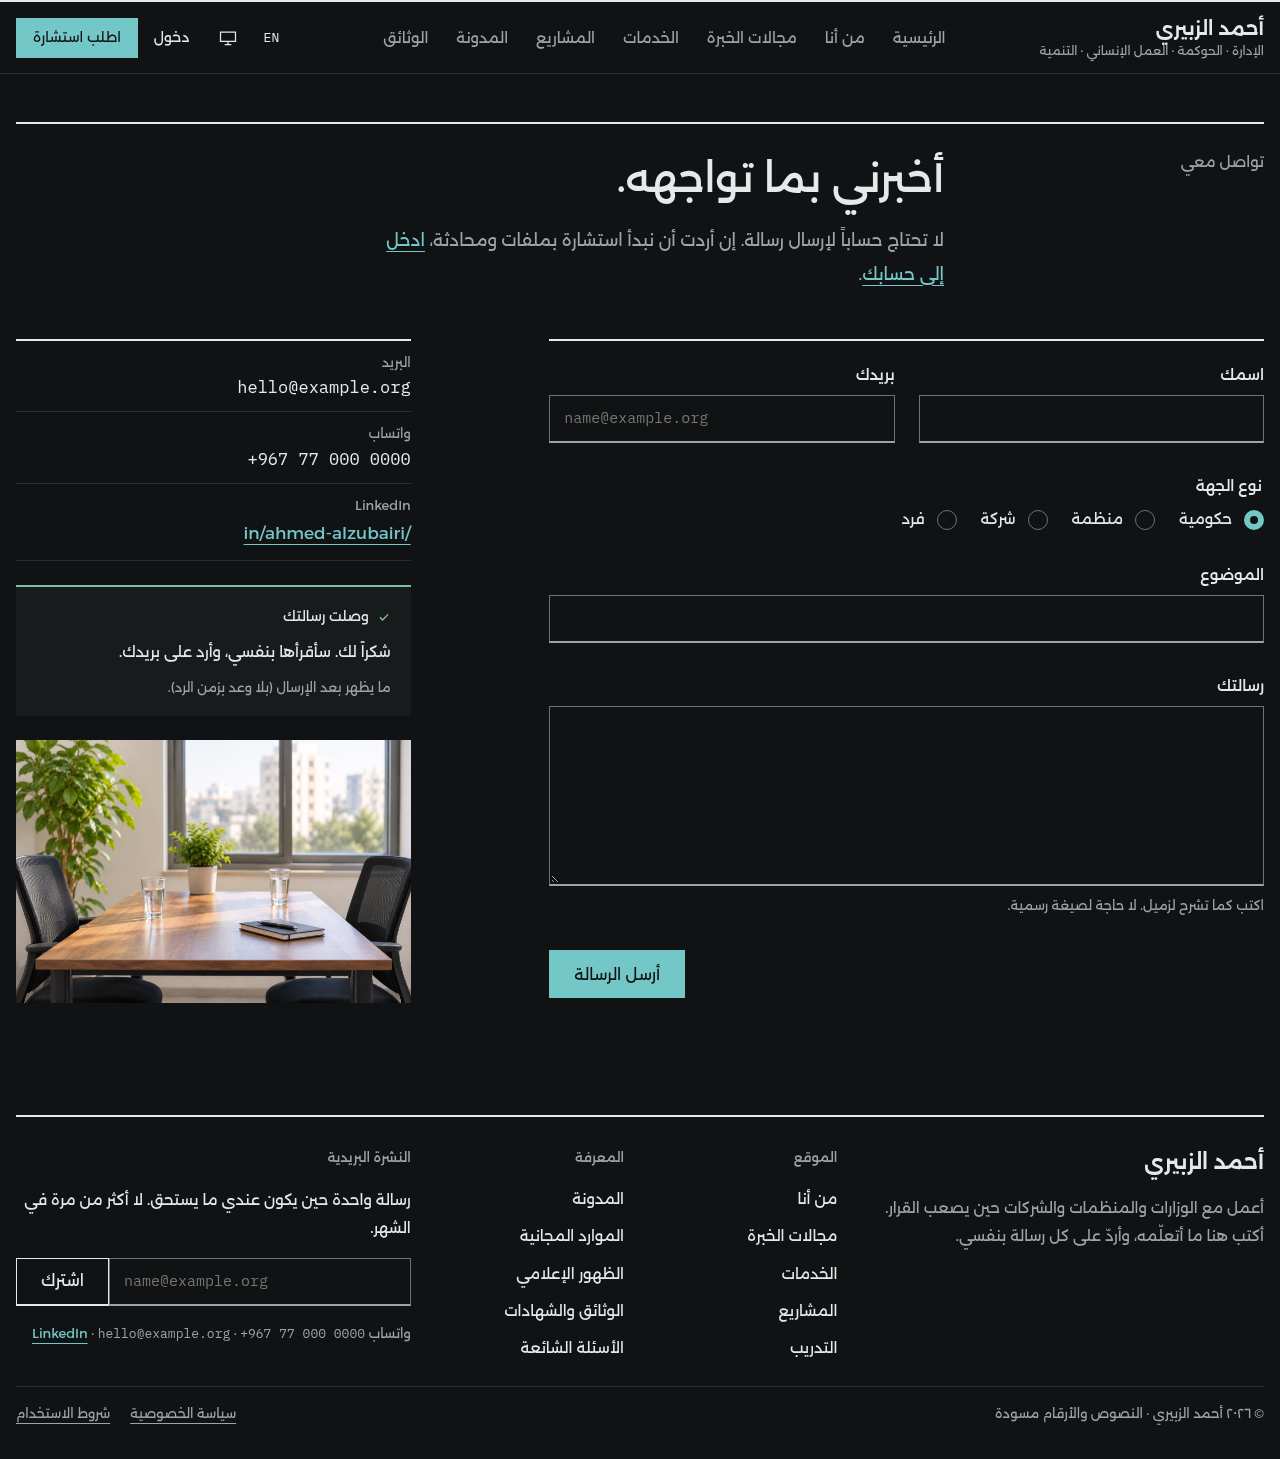 أحمد الزبيري
الإدارة · الحوكمة · العمل الإنساني · التنمية
الرئيسية
من أنا
مجالات الخبرة
الخدمات
المشاريع
المدونة
الوثائق
EN
دخول
اطلب استشارة
تواصل معي
أخبرني بما تواجهه.
لا تحتاج حساباً لإرسال رسالة. إن أردت أن نبدأ استشارة بملفات ومحادثة، ادخل
إلى حسابك.
اسمك
بريدك
name@example.org
نوع الجهة
حكومية
منظمة
شركة
فرد
الموضوع
رسالتك
اكتب كما تشرح لزميل. لا حاجة لصيغة رسمية.
أرسل الرسالة
البريد
hello@example.org
واتساب
+967 77 000 0000
LinkedIn
in/ahmed-alzubairi/
وصلت رسالتك
شكراً لك. سأقرأها بنفسي، وأرد على بريدك.
ما يظهر بعد الإرسال (بلا وعد بزمن الرد).
أحمد الزبيري
أعمل مع الوزارات والمنظمات والشركات حين يصعب القرار.
أكتب هنا ما أتعلّمه، وأردّ على كل رسالة بنفسي.
الموقع
من أنا
مجالات الخبرة
الخدمات
المشاريع
التدريب
المعرفة
المدونة
الموارد المجانية
الظهور الإعلامي
الوثائق والشهادات
الأسئلة الشائعة
النشرة البريدية
رسالة واحدة حين يكون عندي ما يستحق. لا أكثر من مرة في
الشهر.
name@example.org
اشترك
واتساب +967 77 000 0000 · hello@example.org · LinkedIn
© ٢٠٢٦ أحمد الزبيري · النصوص والأرقام مسودة
سياسة الخصوصية
شروط الاستخدام